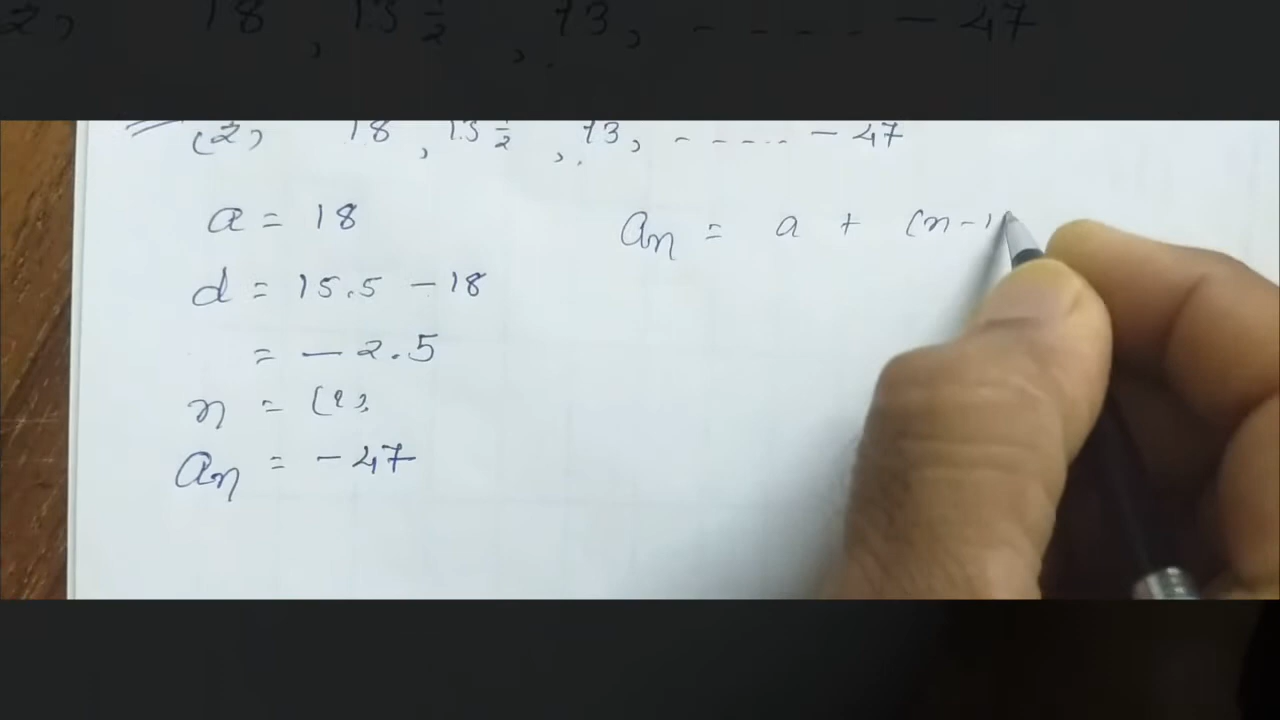 (2) 18, 15 1/2, 13, - - - - - 47
a = 18
d = 15.5 - 18
= - 2.5
n = (?)
an = - 47
an = a + (n-1